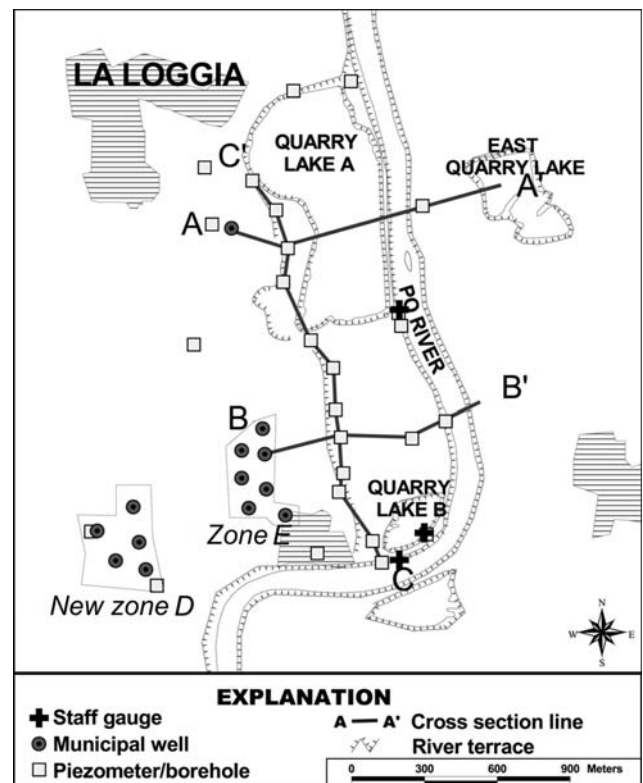 LA LOGGIA
QUARRY
LAKE A
C'
EAST
QUARRY LAKE
A'
A
PO RIVER
B'
B
QUARRY
LAKE B
Zone E
C
New zone D
N
W
E
S
EXPLANATION
Staff gauge
Municipal well
Piezometer/borehole
A — A' Cross section line
River terrace
0 300 600 900 Meters